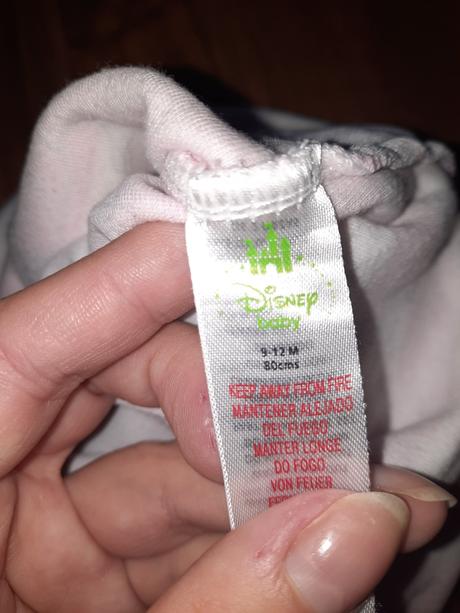 Disney
baby
9-12 M
80cms
KEEP AWAY FROM FIRE
MANTENER ALEJADO
DEL FUEGO
MANTER LONGE
DO FOGO
VON FEUER